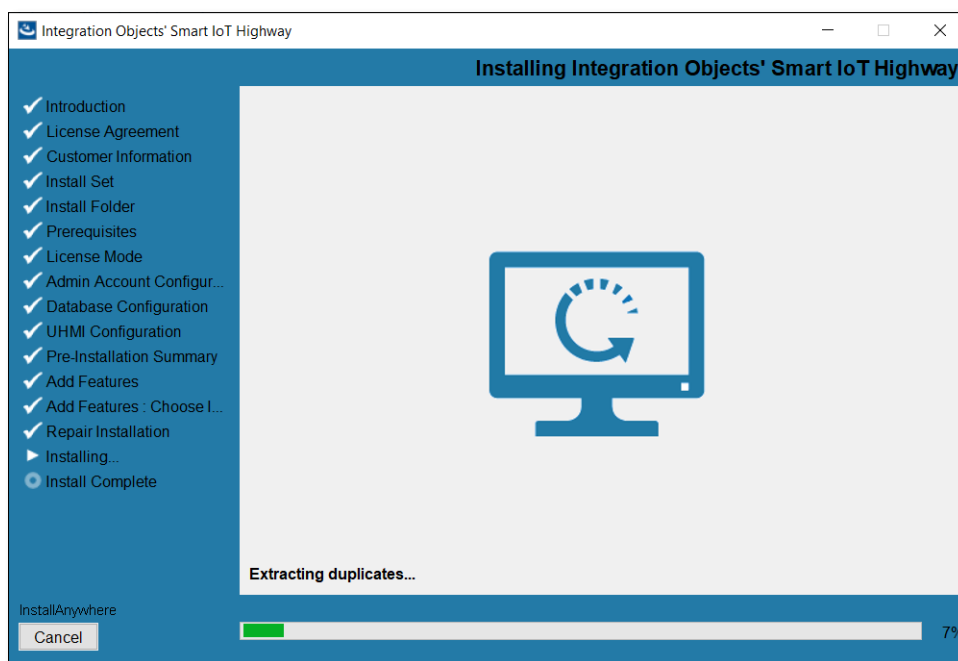 Integration Objects' Smart IoT Highway
Installing Integration Objects' Smart IoT Highway
Introduction
License Agreement
Customer Information
Install Set
Install Folder
Prerequisites
License Mode
Admin Account Configur...
Database Configuration
UHMI Configuration
Pre-Installation Summary
Add Features
Add Features : Choose I...
Repair Installation
Installing...
Install Complete
Extracting duplicates...
InstallAnywhere
Cancel
7%